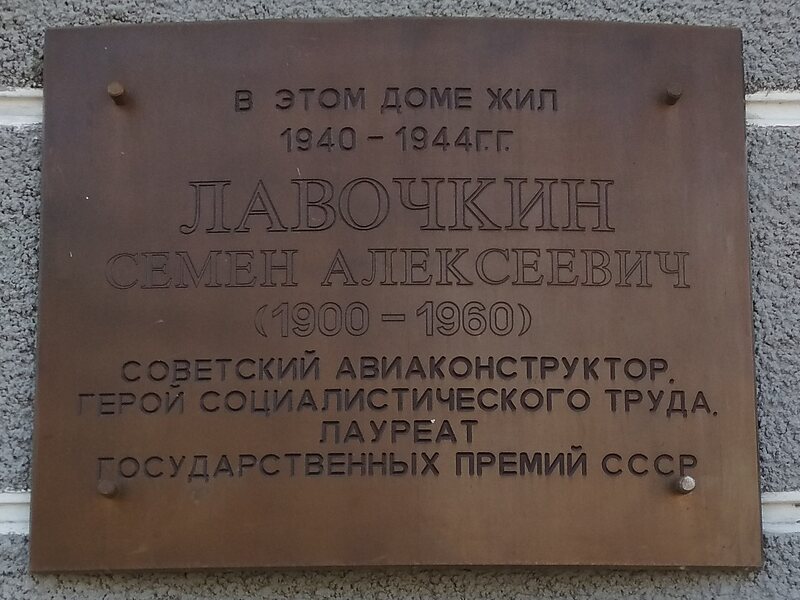 В ЭТОМ ДОМЕ ЖИЛ
1940 – 1944Г.Г.
ЛАВОЧКИН
СЕМЕН АЛЕКСЕЕВИЧ
(1900 – 1960)
СОВЕТСКИЙ АВИАКОНСТРУКТОР,
ГЕРОЙ СОЦИАЛИСТИЧЕСКОГО ТРУДА,
ЛАУРЕАТ
ГОСУДАРСТВЕННЫХ ПРЕМИЙ СССР